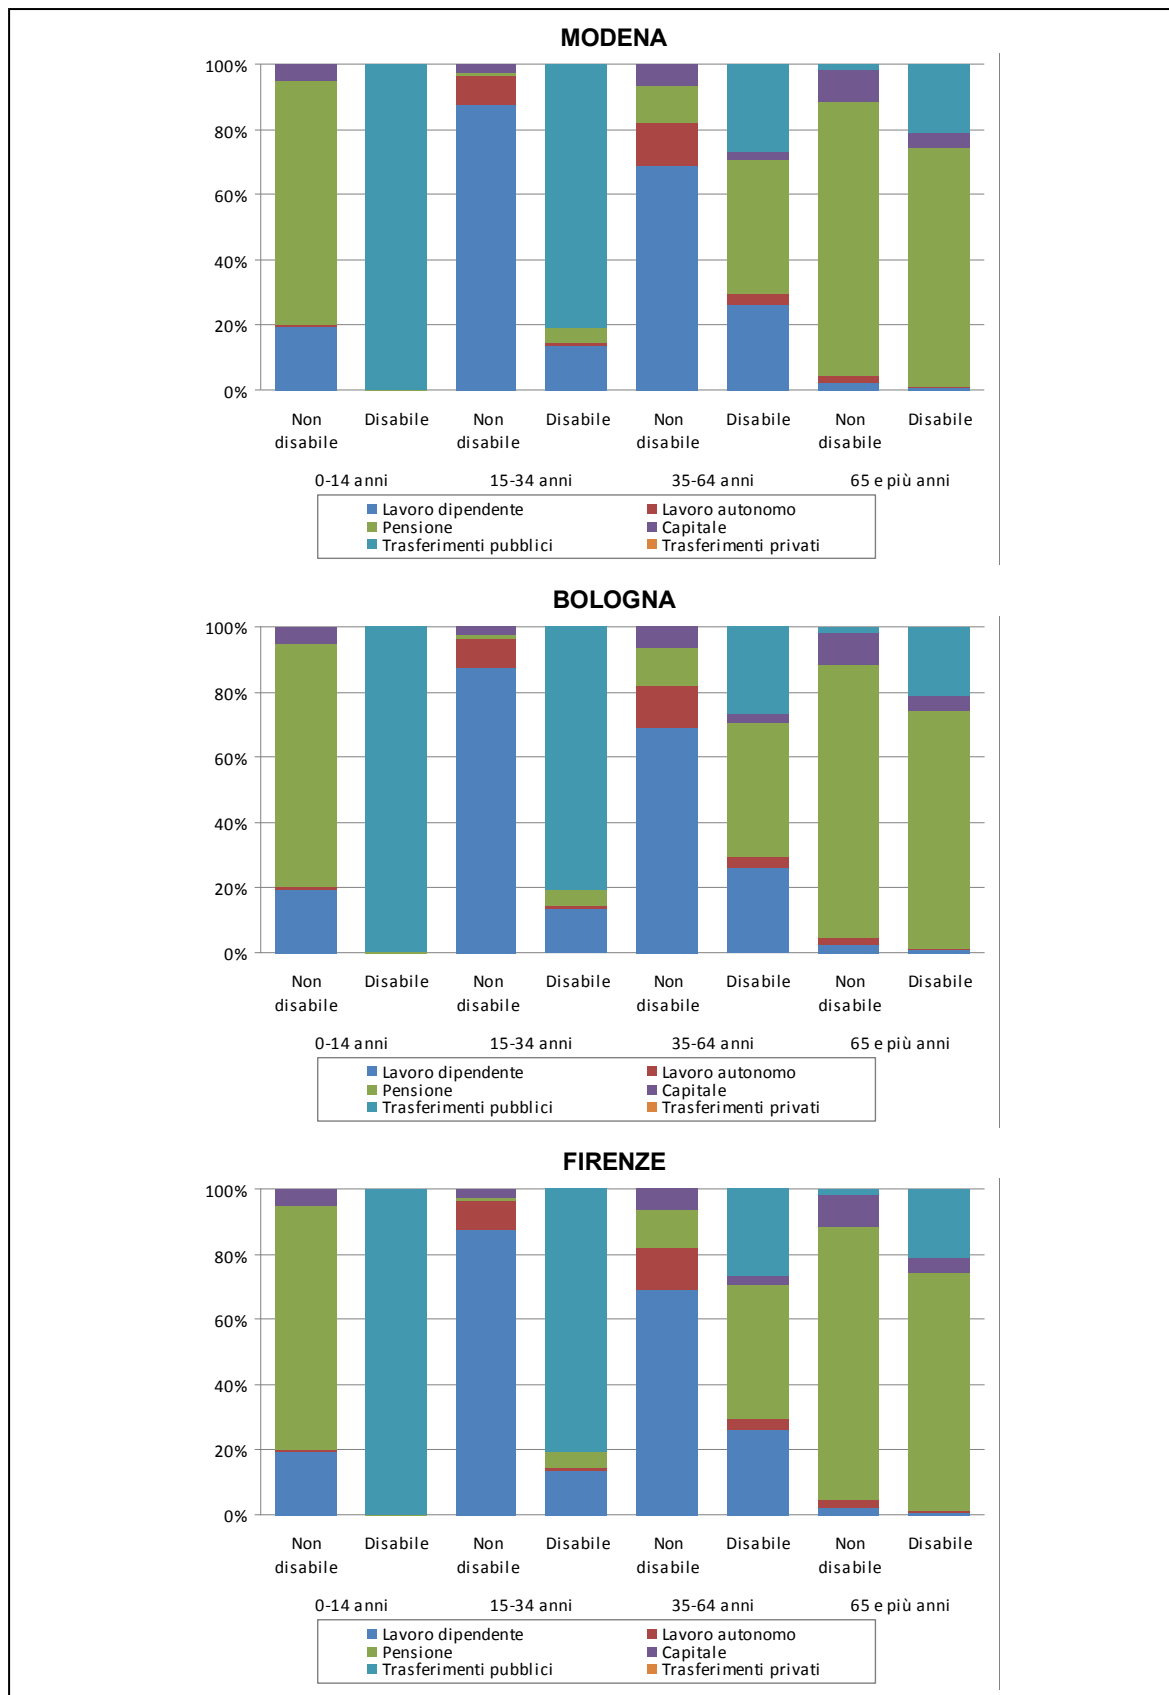 MODENA
100%
80%
60%
40%
20%
0%
Non disabile Disabile Non disabile Disabile Non disabile Disabile Non disabile Disabile
0-14 anni 15-34 anni 35-64 anni 65 e più anni
Lavoro dipendente Lavoro autonomo
Pensione Capitale
Trasferimenti pubblici Trasferimenti privati
BOLOGNA
100%
80%
60%
40%
20%
0%
Non disabile Disabile Non disabile Disabile Non disabile Disabile Non disabile Disabile
0-14 anni 15-34 anni 35-64 anni 65 e più anni
Lavoro dipendente Lavoro autonomo
Pensione Capitale
Trasferimenti pubblici Trasferimenti privati
FIRENZE
100%
80%
60%
40%
20%
0%
Non disabile Disabile Non disabile Disabile Non disabile Disabile Non disabile Disabile
0-14 anni 15-34 anni 35-64 anni 65 e più anni
Lavoro dipendente Lavoro autonomo
Pensione Capitale
Trasferimenti pubblici Trasferimenti privati